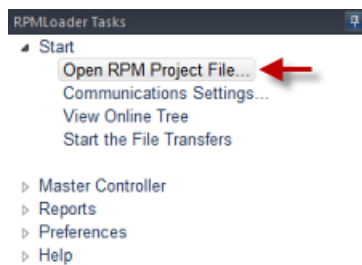 RPMLoader Tasks
Start
Open RPM Project File...
Communications Settings...
View Online Tree
Start the File Transfers
Master Controller
Reports
Preferences
Help